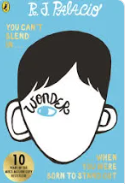 R.J. Palacio
YOU CAN'T
BLEND
IN...
WONDER
10
WHEN
YOU WERE
BORN TO STAND OUT